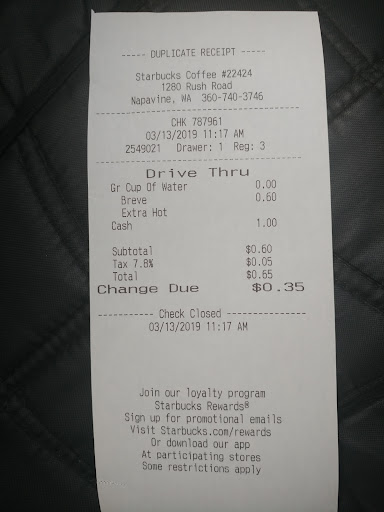 ----- DUPLICATE RECEIPT -----
Starbucks Coffee #22424
1280 Rush Road
Napavine, WA 360-740-3746
CHK 787961
03/13/2019 11:17 AM
2549021 Drawer: 1 Reg: 3
Drive Thru
Gr Cup Of Water 0.00
Breve 0.60
Extra Hot
Cash 1.00
Subtotal $0.60
Tax 7.8% $0.05
Total $0.65
Change Due $0.35
---------- Check Closed ----------
03/13/2019 11:17 AM
Join our loyalty program
Starbucks Rewards®
Sign up for promotional emails
Visit Starbucks.com/rewards
Or download our app
At participating stores
Some restrictions apply